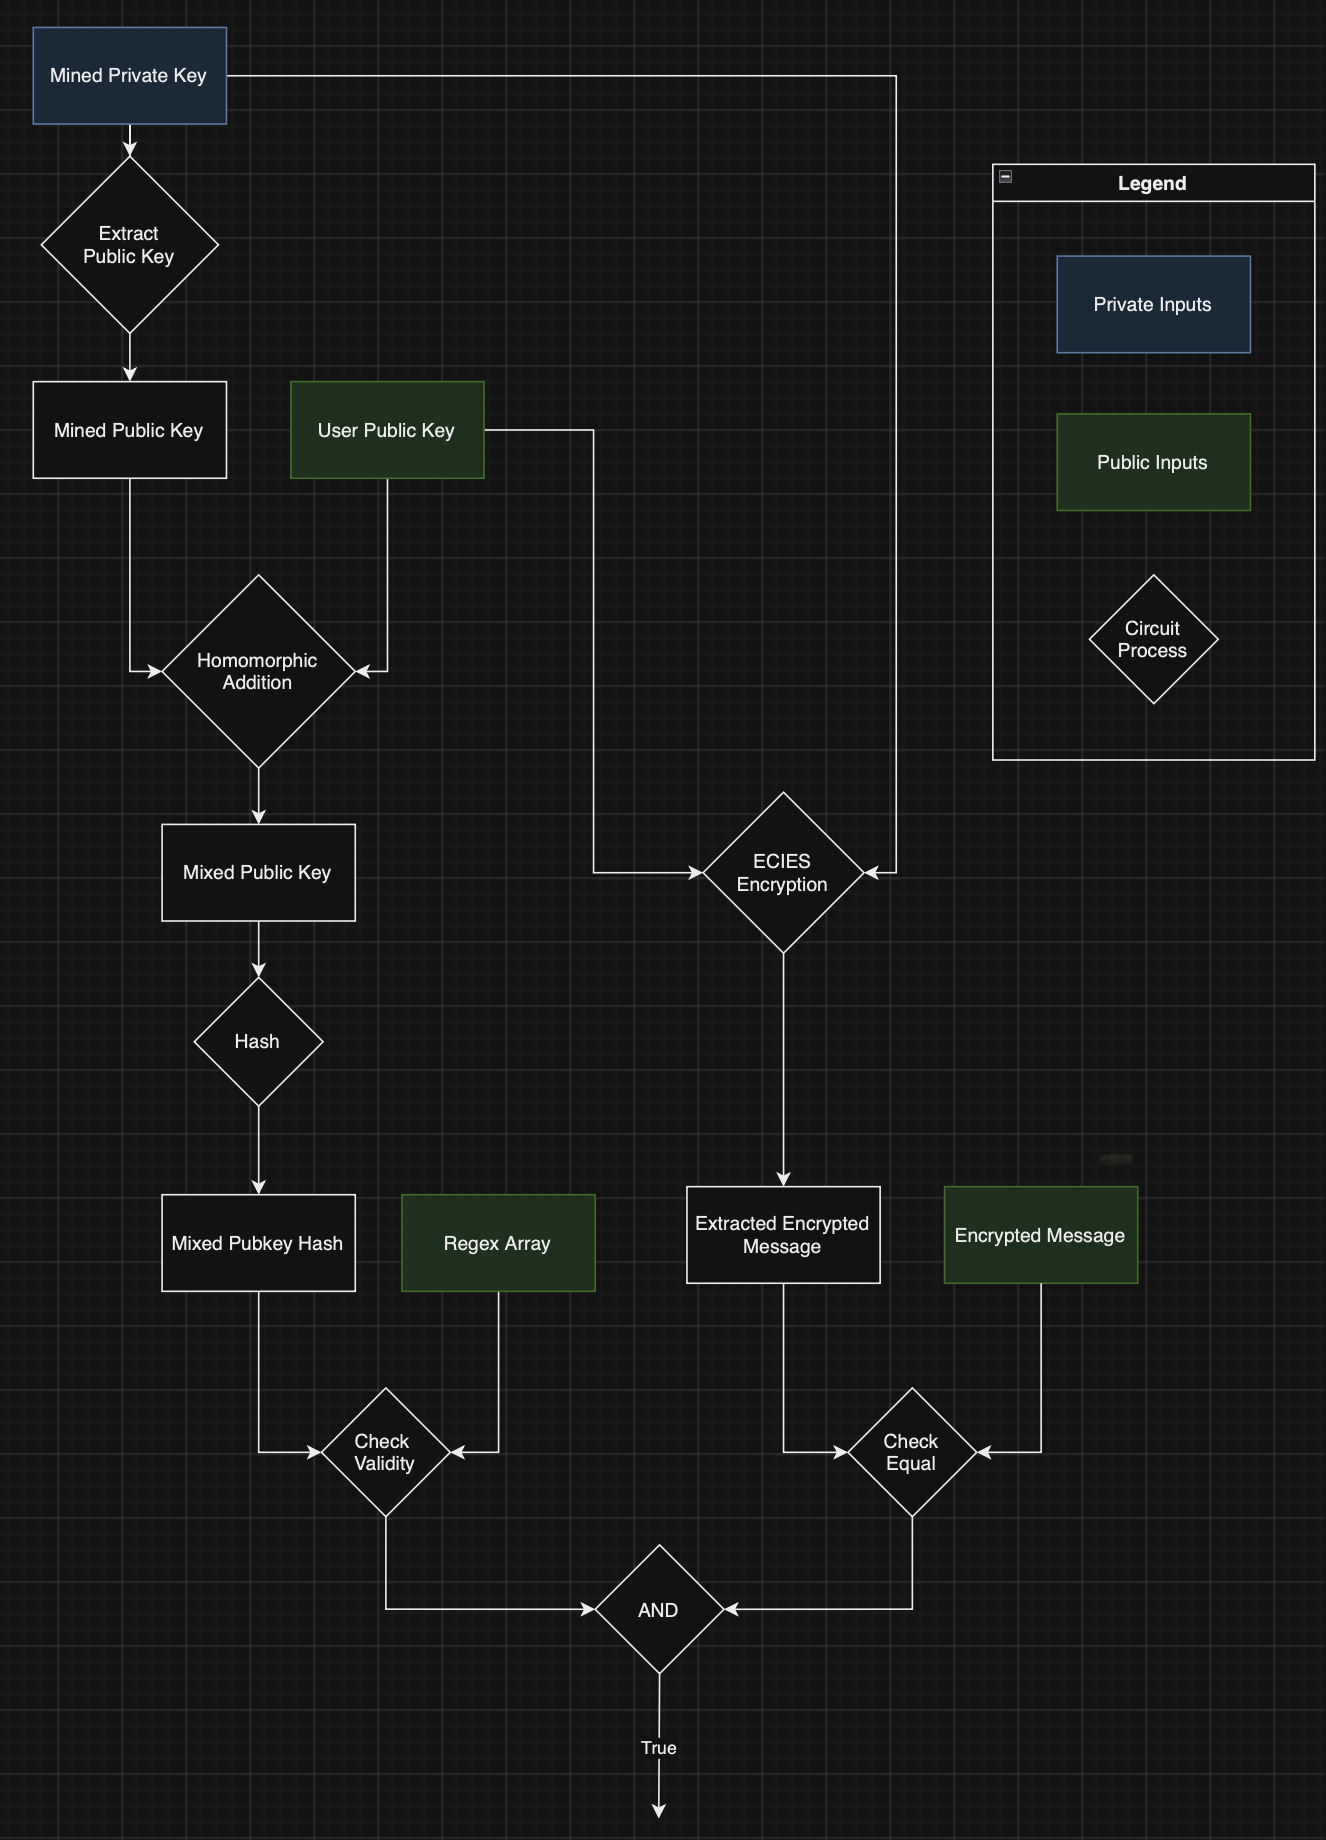 Mined Private Key
Legend
Extract
Public Key
Private Inputs
Mined Public Key
User Public Key
Public Inputs
Circuit
Process
Homomorphic
Addition
Mixed Public Key
ECIES
Encryption
Hash
Mixed Pubkey Hash
Regex Array
Extracted Encrypted
Message
Encrypted Message
Check
Validity
Check
Equal
AND
True